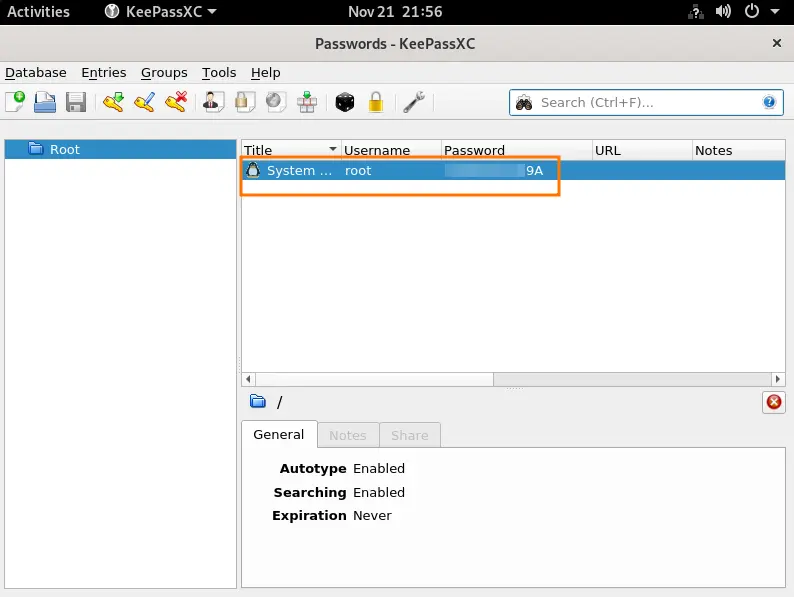 Activities KeePassXC Nov 21 21:56
Passwords - KeePassXC
Database Entries Groups Tools Help
Search (Ctrl+F)...
Root
Title Username Password URL Notes
System ... root 9A
/
General Notes Share
Autotype Enabled
Searching Enabled
Expiration Never